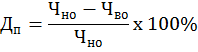 Дп = Чно − Чво / Чно x 100%